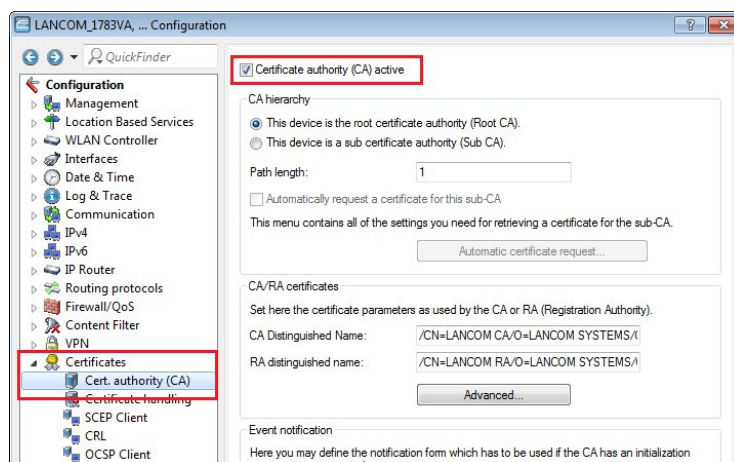 LANCOM_1783VA, ... Configuration
QuickFinder
Configuration
Management
Location Based Services
WLAN Controller
Interfaces
Date & Time
Log & Trace
Communication
IPv4
IPv6
IP Router
Routing protocols
Firewall/QoS
Content Filter
VPN
Certificates
Cert. authority (CA)
Certificate handling
SCEP Client
CRL
OCSP Client
Certificate authority (CA) active
CA hierarchy
This device is the root certificate authority (Root CA).
This device is a sub certificate authority (Sub CA).
Path length: 1
Automatically request a certificate for this sub-CA
This menu contains all of the settings you need for retrieving a certificate for the sub-CA.
Automatic certificate request...
CA/RA certificates
Set here the certificate parameters as used by the CA or RA (Registration Authority).
CA Distinguished Name: /CN=LANCOM CA/O=LANCOM SYSTEMS/
RA distinguished name: /CN=LANCOM RA/O=LANCOM SYSTEMS/
Advanced...
Event notification
Here you may define the notification form which has to be used if the CA has an initialization